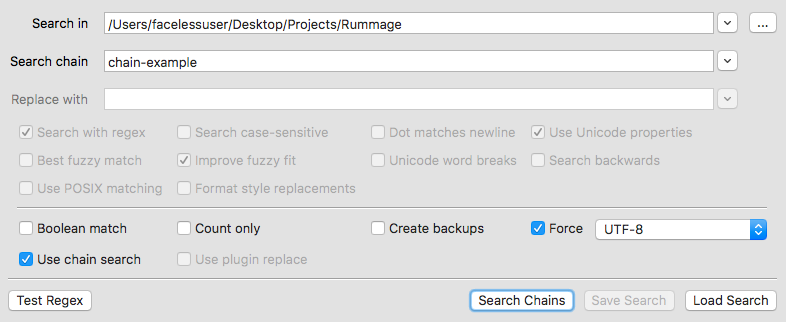 Search in /Users/facelessuser/Desktop/Projects/Rummage ...
Search chain chain-example
Replace with
Search with regex Search case-sensitive Dot matches newline Use Unicode properties
Best fuzzy match Improve fuzzy fit Unicode word breaks Search backwards
Use POSIX matching Format style replacements
Boolean match Count only Create backups Force UTF-8
Use chain search Use plugin replace
Test Regex Search Chains Save Search Load Search